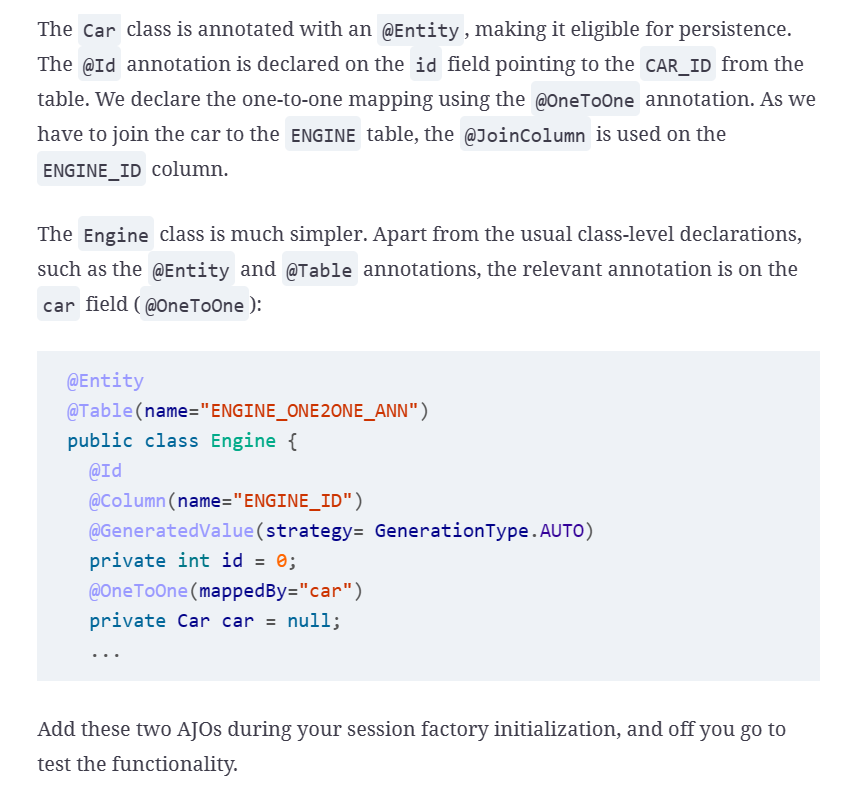 The Car class is annotated with an @Entity, making it eligible for persistence.
The @Id annotation is declared on the id field pointing to the CAR_ID from the
table. We declare the one-to-one mapping using the @OneToOne annotation. As we
have to join the car to the ENGINE table, the @JoinColumn is used on the
ENGINE_ID column.
The Engine class is much simpler. Apart from the usual class-level declarations,
such as the @Entity and @Table annotations, the relevant annotation is on the
car field (@OneToOne):
@Entity
@Table(name="ENGINE_ONE2ONE_ANN")
public class Engine {
  @Id
  @Column(name="ENGINE_ID")
  @GeneratedValue(strategy= GenerationType.AUTO)
  private int id = 0;
  @OneToOne(mappedBy="car")
  private Car car = null;
  ...
Add these two AJOs during your session factory initialization, and off you go to
test the functionality.